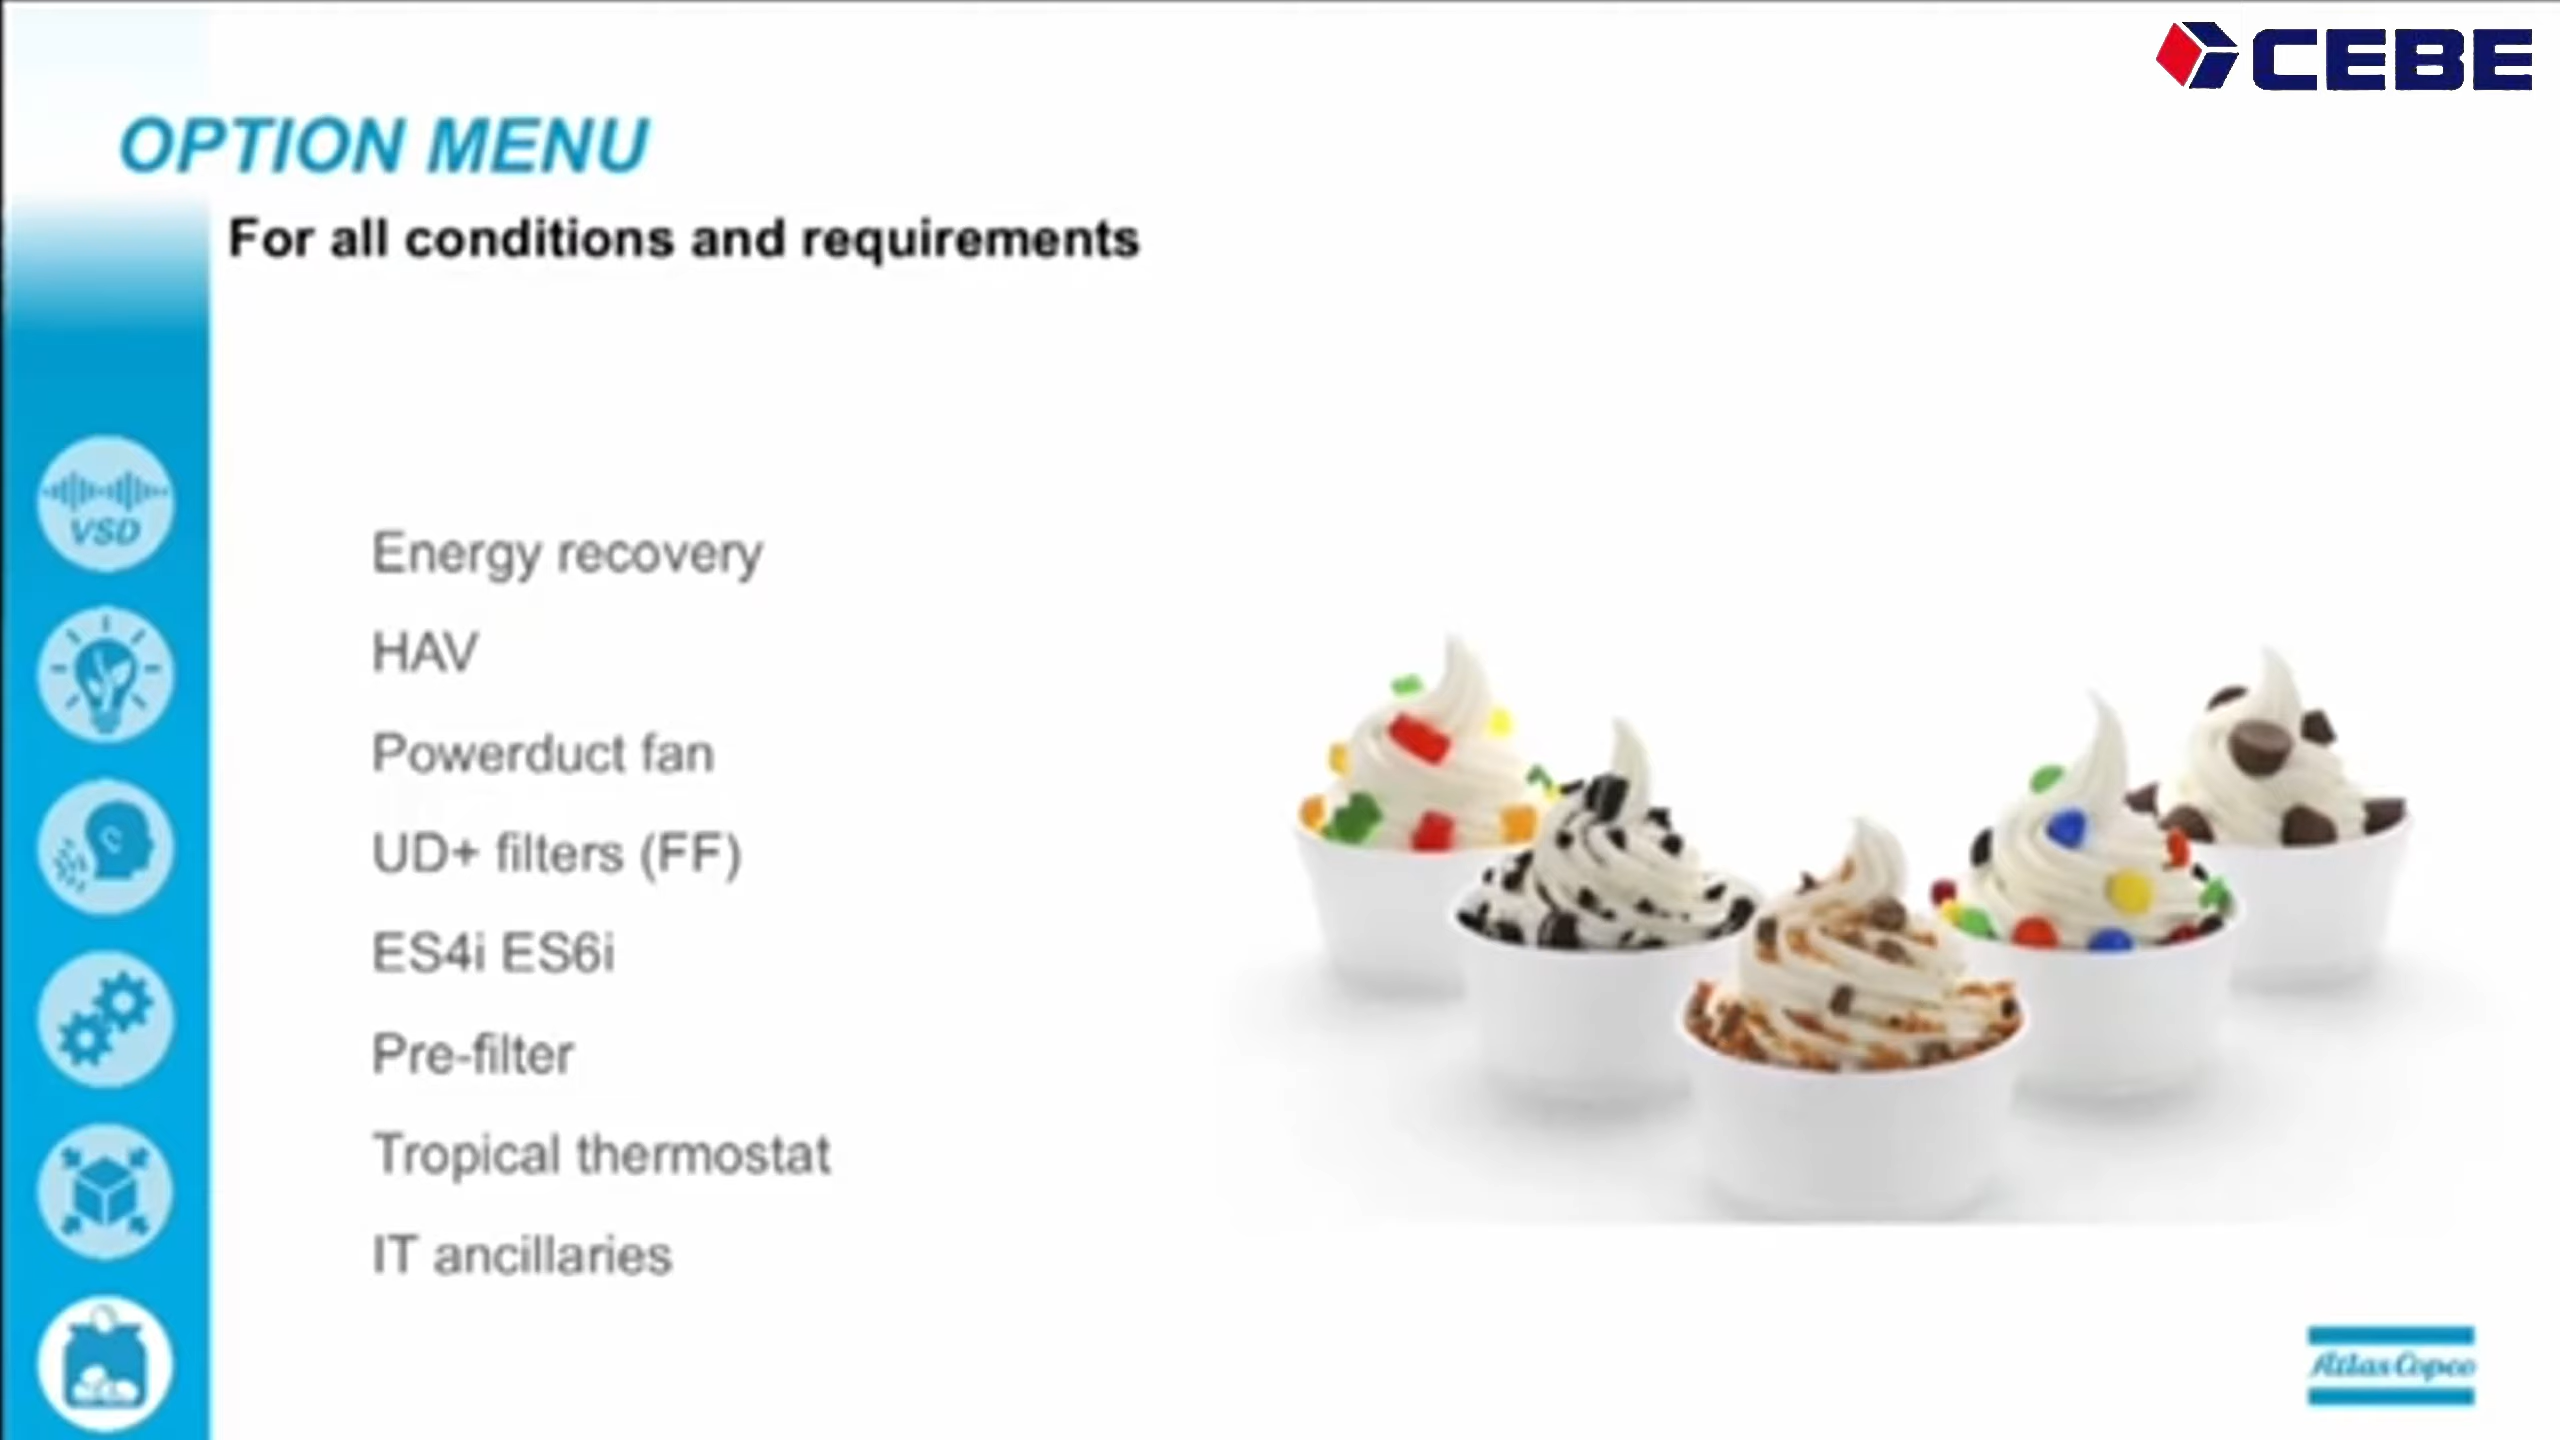 CEBE
OPTION MENU
For all conditions and requirements
VSD
Energy recovery
HAV
Powerduct fan
UD+ filters (FF)
ES4i ES6i
Pre-filter
Tropical thermostat
IT ancillaries
Atlas Copco